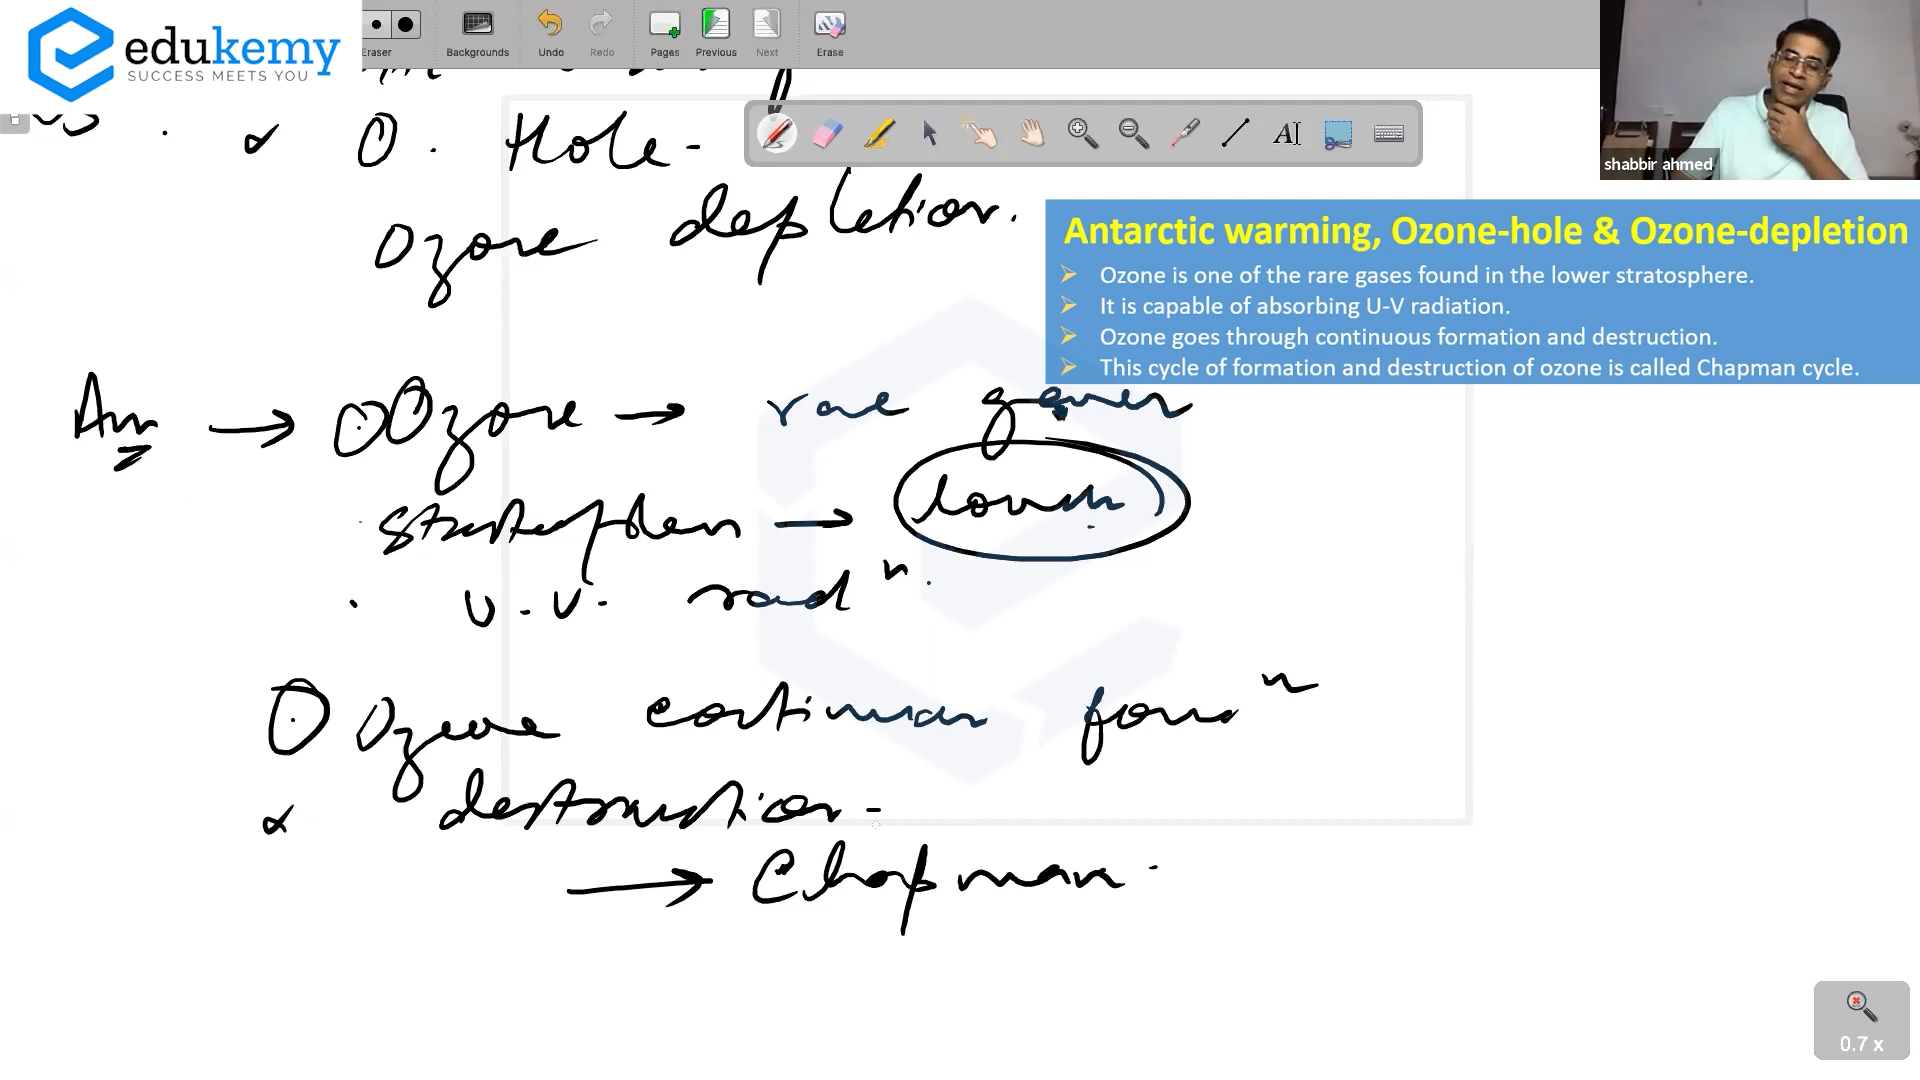 edukemy
SUCCESS MEETS YOU
Eraser
Backgrounds
Undo
Redo
Pages
Previous
Next
Erase
shabbir ahmed
& O. Hole -
Ozone depletion.
Antarctic warming, Ozone-hole & Ozone-depletion
Ozone is one of the rare gases found in the lower stratosphere.
It is capable of absorbing U-V radiation.
Ozone goes through continuous formation and destruction.
This cycle of formation and destruction of ozone is called Chapman cycle.
Ans → Ozone → rare gases
→ lower
U.V. radn.
Ozone continuous formn
& destruction -
→ Chapman.
0.7 x